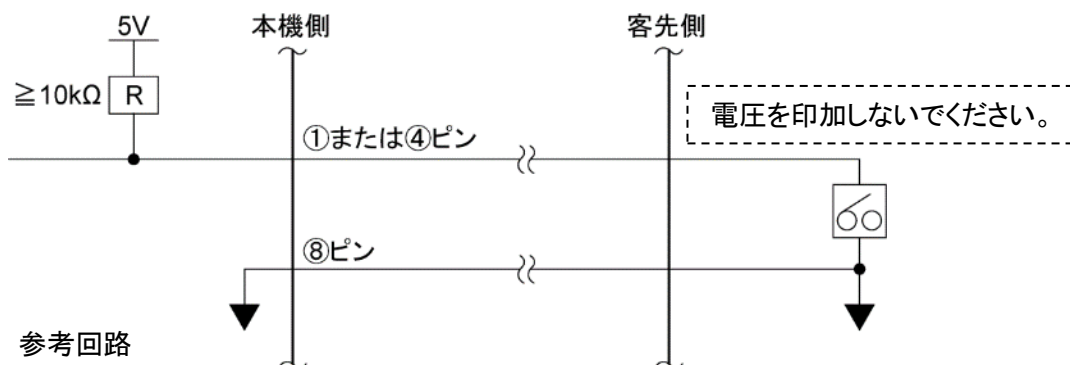 5V
本機側
客先側
≧10kΩ
R
電圧を印加しないでください。
①または④ピン
⑧ピン
参考回路